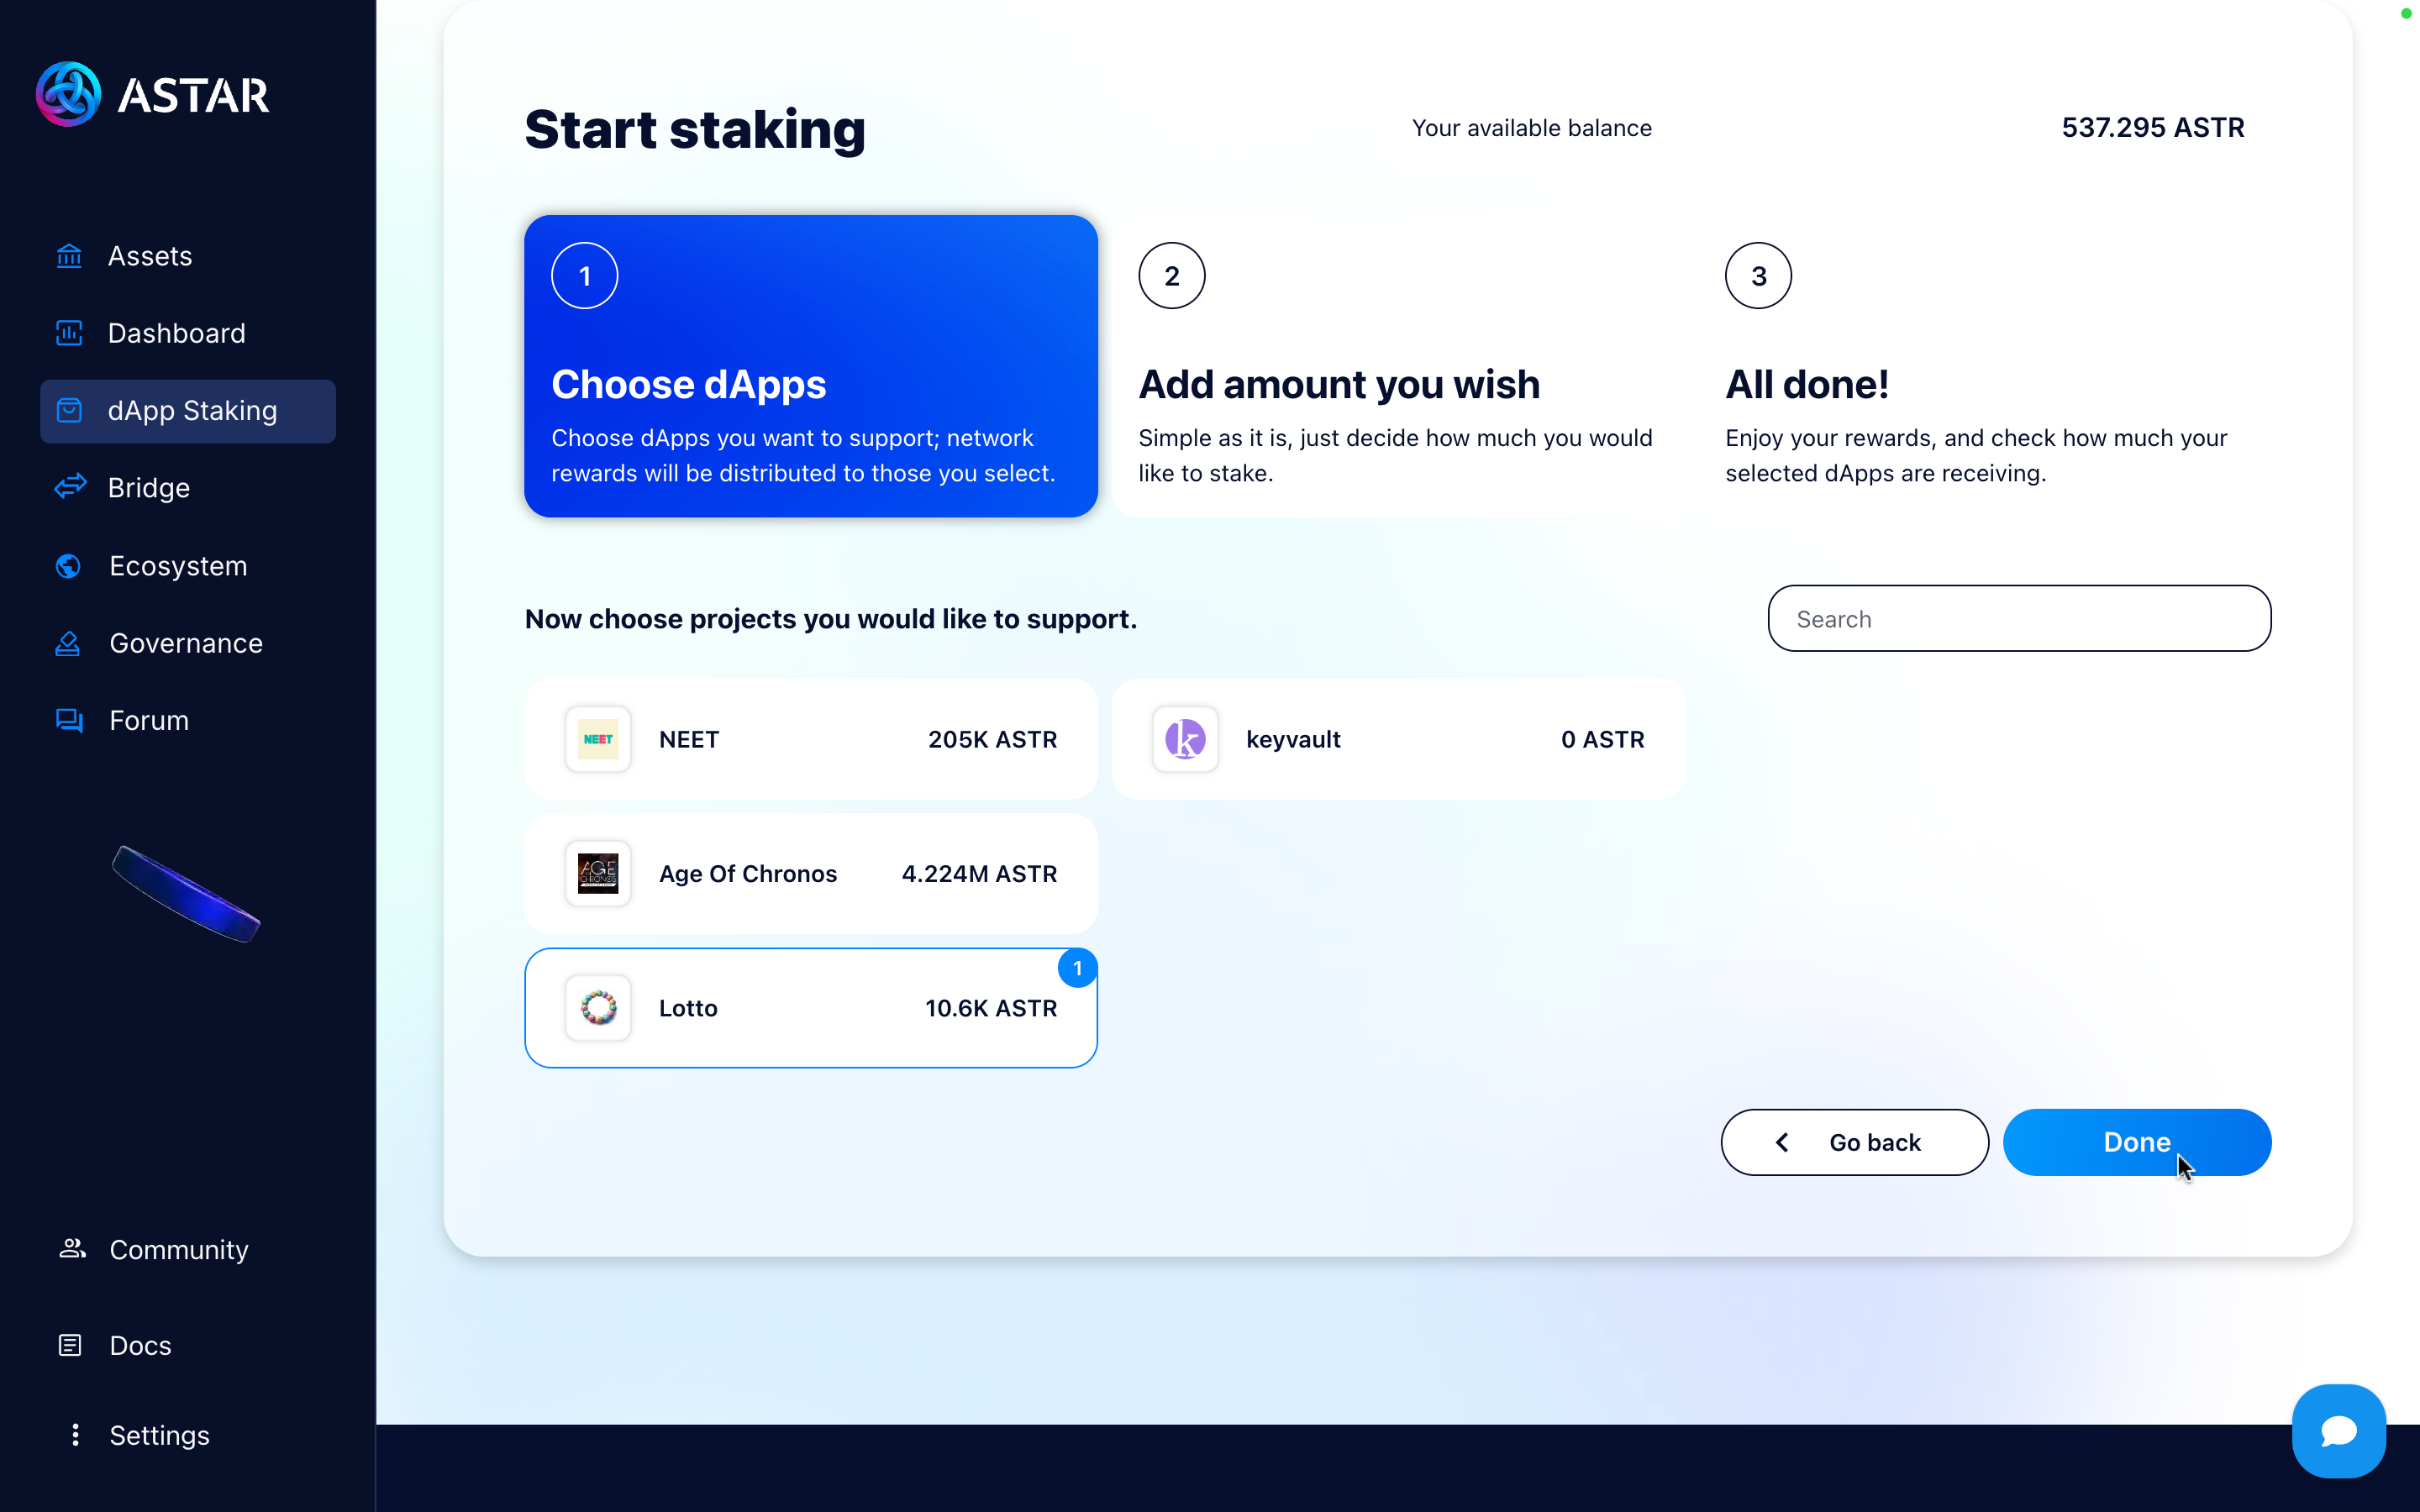 ASTAR
Assets
Dashboard
dApp Staking
Bridge
Ecosystem
Governance
Forum
Community
Docs
Settings
Start staking
Your available balance
537.295 ASTR
1
Choose dApps
Choose dApps you want to support; network
rewards will be distributed to those you select.
2
Add amount you wish
Simple as it is, just decide how much you would
like to stake.
3
All done!
Enjoy your rewards, and check how much your
selected dApps are receiving.
Now choose projects you would like to support.
Search
NEET
NEET
205K ASTR
k
keyvault
0 ASTR
AGE
CHRONOS
Age Of Chronos
4.224M ASTR
1
Lotto
10.6K ASTR
Go back
Done